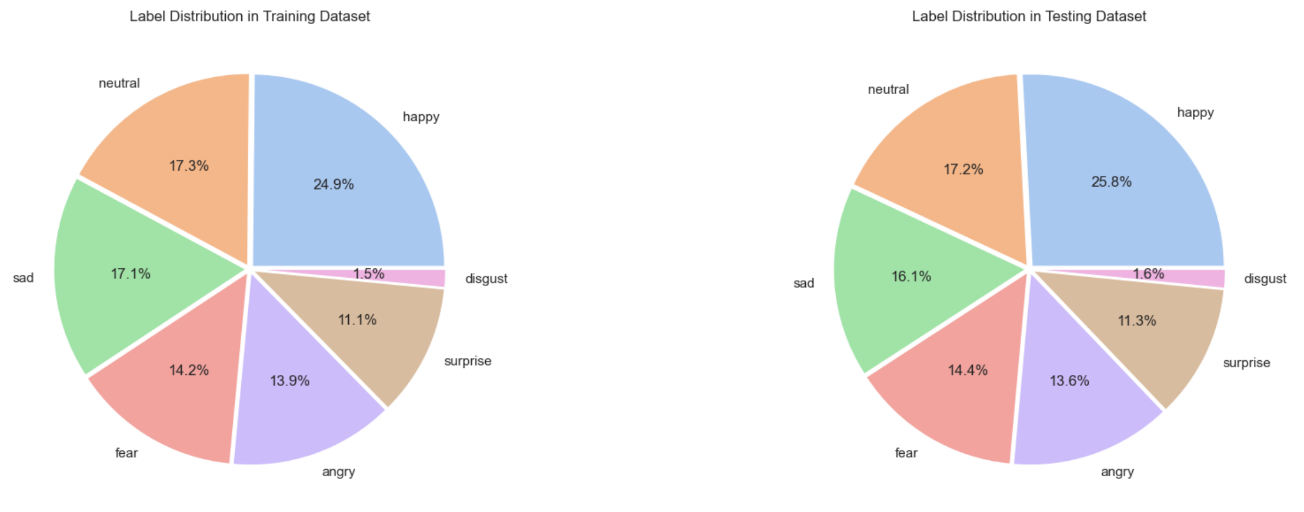 Label Distribution in Training Dataset
neutral
happy
17.3%
24.9%
sad
17.1%
1.5%
disgust
11.1%
14.2%
13.9%
surprise
fear
angry
Label Distribution in Testing Dataset
neutral
happy
17.2%
25.8%
sad
16.1%
1.6%
disgust
11.3%
14.4%
13.6%
surprise
fear
angry